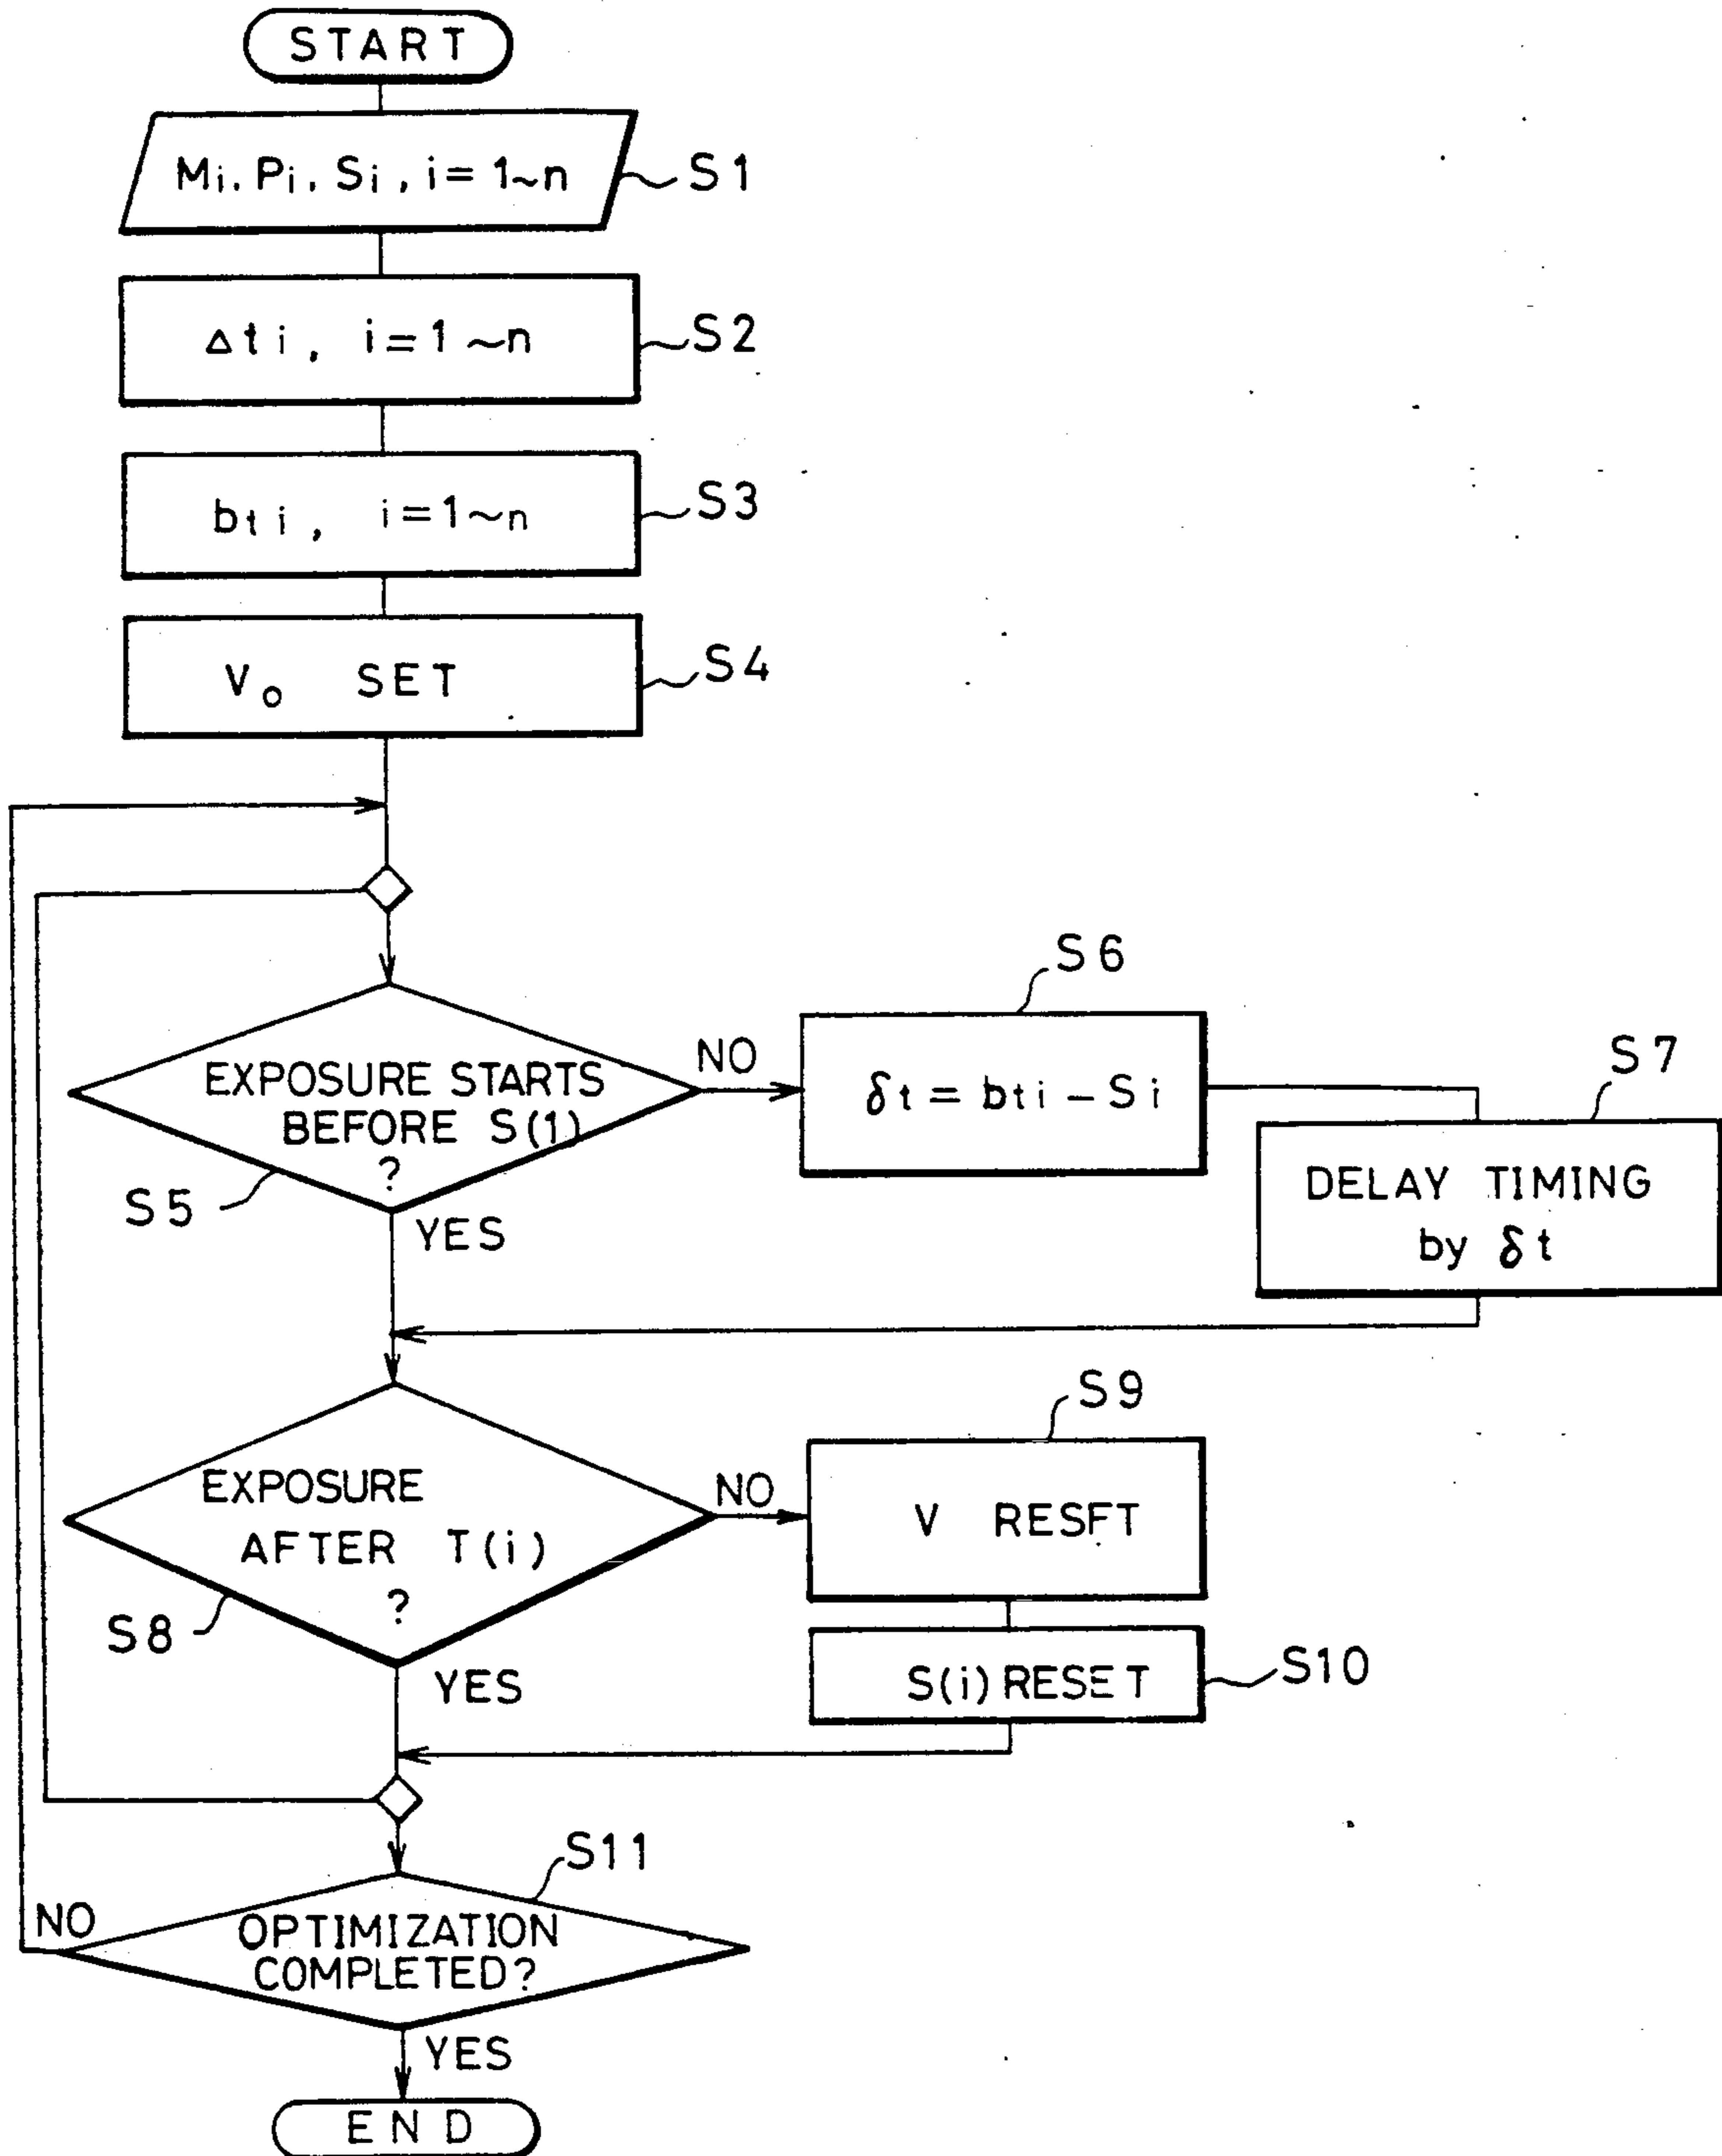 START
Mi. Pi. Si, i= 1~n
S1
Δti, i=1~n
S2
bti, i=1~n
S3
Vo SET
S4
EXPOSURE STARTS
BEFORE S(1)
?
S5
NO
YES
S6
δt = bti - Si
S7
DELAY TIMING
by δt
EXPOSURE
AFTER T(i)
?
S8
NO
YES
S9
V RESFT
S(i) RESET
S10
S11
OPTIMIZATION
COMPLETED?
NO
YES
END